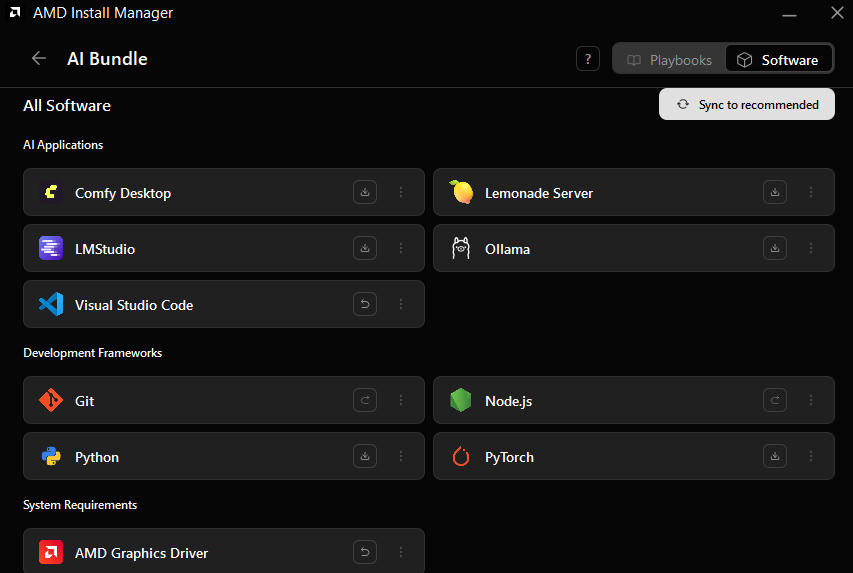 AMD Install Manager
AI Bundle
?
Playbooks
Software
All Software
Sync to recommended
AI Applications
Comfy Desktop
Lemonade Server
LMStudio
Ollama
Visual Studio Code
Development Frameworks
Git
Node.js
Python
PyTorch
System Requirements
AMD Graphics Driver